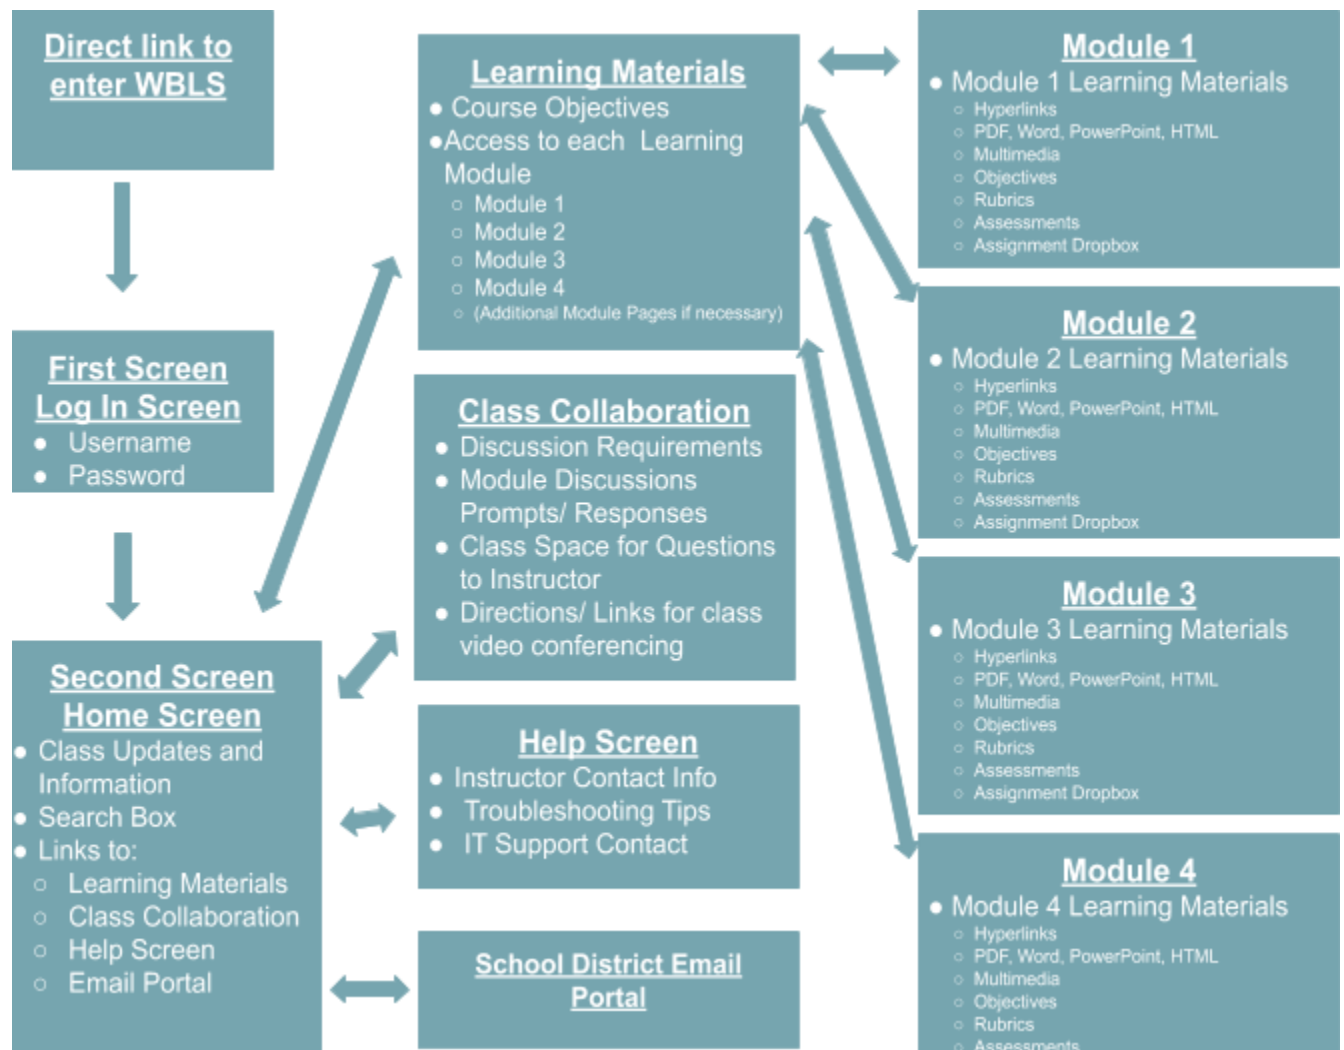 Direct link to
enter WBLS
First Screen
Log In Screen
● Username
● Password
Second Screen
Home Screen
● Class Updates and
Information
● Search Box
● Links to:
○ Learning Materials
○ Class Collaboration
○ Help Screen
○ Email Portal
Learning Materials
● Course Objectives
●Access to each Learning
Module
○ Module 1
○ Module 2
○ Module 3
○ Module 4
○ (Additional Module Pages if necessary)
Class Collaboration
● Discussion Requirements
● Module Discussions
Prompts/ Responses
● Class Space for Questions
to Instructor
● Directions/ Links for class
video conferencing
Help Screen
● Instructor Contact Info
● Troubleshooting Tips
● IT Support Contact
School District Email
Portal
Module 1
● Module 1 Learning Materials
○ Hyperlinks
○ PDF, Word, PowerPoint, HTML
○ Multimedia
○ Objectives
○ Rubrics
○ Assessments
○ Assignment Dropbox
Module 2
● Module 2 Learning Materials
○ Hyperlinks
○ PDF, Word, PowerPoint, HTML
○ Multimedia
○ Objectives
○ Rubrics
○ Assessments
○ Assignment Dropbox
Module 3
● Module 3 Learning Materials
○ Hyperlinks
○ PDF, Word, PowerPoint, HTML
○ Multimedia
○ Objectives
○ Rubrics
○ Assessments
○ Assignment Dropbox
Module 4
● Module 4 Learning Materials
○ Hyperlinks
○ PDF, Word, PowerPoint, HTML
○ Multimedia
○ Objectives
○ Rubrics
○ Assessments